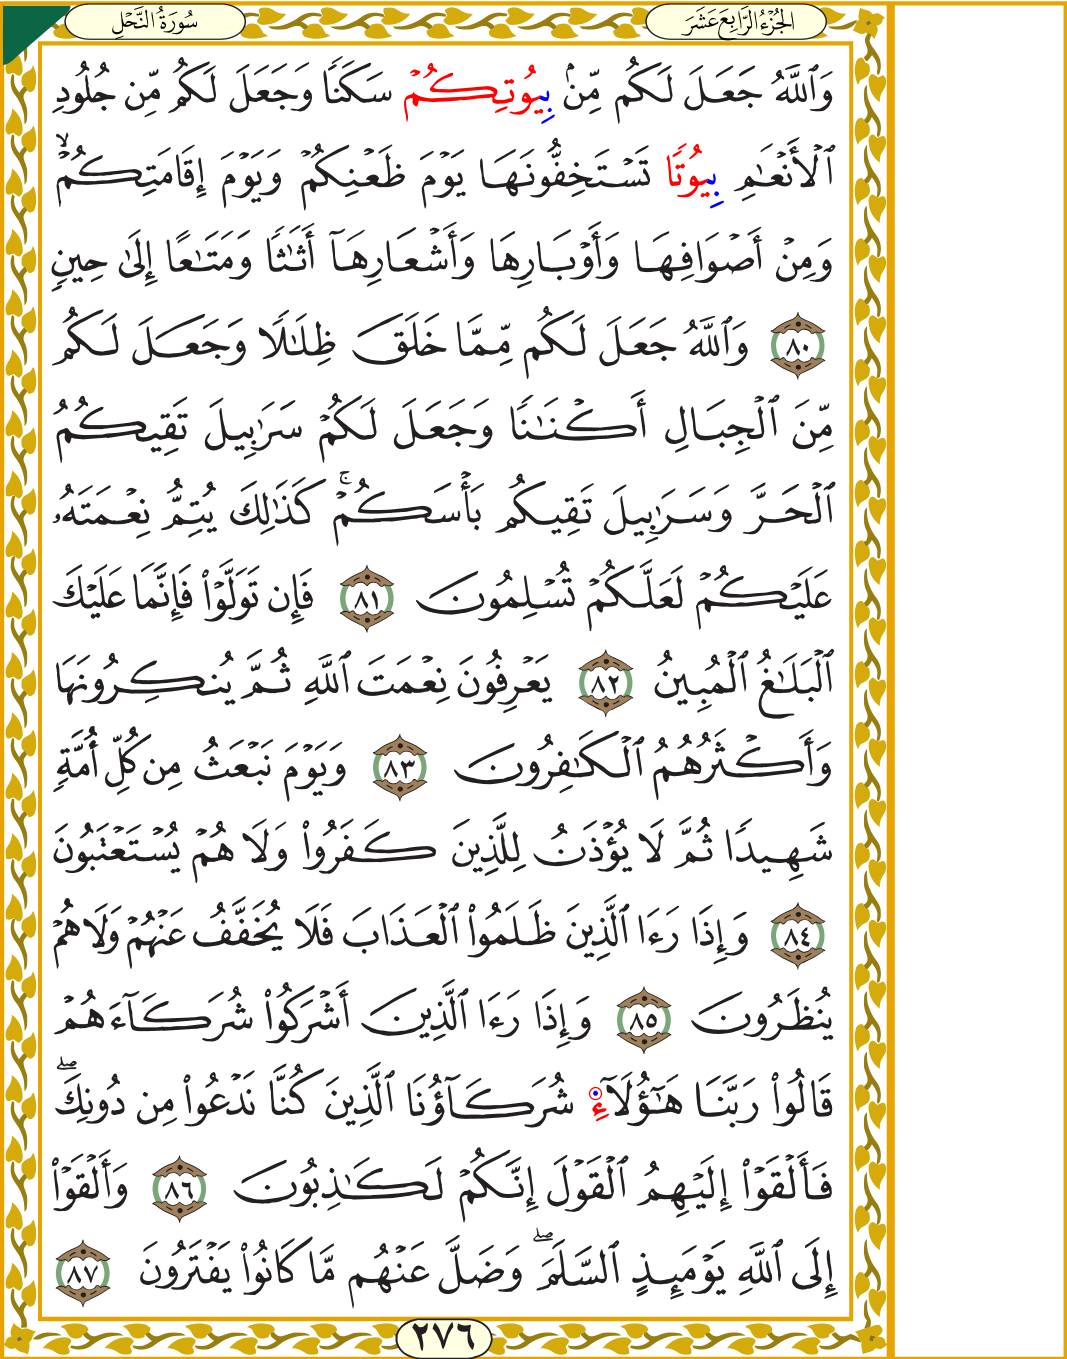 الجُزْءُ الرَّابِعَ عَشَرَ
سُورَةُ النَّحْلِ
وَٱللَّهُ جَعَلَ لَكُم مِّنۢ بِيُوتِكُمۡ سَكَنٗا وَجَعَلَ لَكُم مِّن جُلُودِ
ٱلۡأَنۡعَٰمِ بِيُوتٗا تَسۡتَخِفُّونَهَا يَوۡمَ ظَعۡنِكُمۡ وَيَوۡمَ إِقَامَتِكُمۡۙ
وَمِنۡ أَصۡوَافِهَا وَأَوۡبَارِهَا وَأَشۡعَارِهَآ أَثَٰثٗا وَمَتَٰعًا إِلَىٰ حِينٖ
٨٠ وَٱللَّهُ جَعَلَ لَكُم مِّمَّا خَلَقَ ظِلَٰلٗا وَجَعَلَ لَكُم
مِّنَ ٱلۡجِبَالِ أَكۡنَٰنٗا وَجَعَلَ لَكُمۡ سَرَٰبِيلَ تَقِيكُمُ
ٱلۡحَرَّ وَسَرَٰبِيلَ تَقِيكُم بَأۡسَكُمۡۚ كَذَٰلِكَ يُتِمُّ نِعۡمَتَهُۥ
عَلَيۡكُمۡ لَعَلَّكُمۡ تُسۡلِمُونَ ٨١ فَإِن تَوَلَّوۡاْ فَإِنَّمَا عَلَيۡكَ
ٱلۡبَلَٰغُ ٱلۡمُبِينُ ٨٢ يَعۡرِفُونَ نِعۡمَتَ ٱللَّهِ ثُمَّ يُنكِرُونَهَا
وَأَكۡثَرُهُمُ ٱلۡكَٰفِرُونَ ٨٣ وَيَوۡمَ نَبۡعَثُ مِن كُلِّ أُمَّةٖ
شَهِيدٗا ثُمَّ لَا يُؤۡذَنُ لِلَّذِينَ كَفَرُواْ وَلَا هُمۡ يُسۡتَعۡتَبُونَ
٨٤ وَإِذَا رَءَا ٱلَّذِينَ ظَلَمُواْ ٱلۡعَذَابَ فَلَا يُخَفَّفُ عَنۡهُمۡ وَلَا هُمۡ
يُنظَرُونَ ٨٥ وَإِذَا رَءَا ٱلَّذِينَ أَشۡرَكُواْ شُرَكَآءَهُمۡ
قَالُواْ رَبَّنَا هَٰٓؤُلَآءِ شُرَكَآؤُنَا ٱلَّذِينَ كُنَّا نَدۡعُواْ مِن دُونِكَۖ
فَأَلۡقَوۡاْ إِلَيۡهِمُ ٱلۡقَوۡلَ إِنَّكُمۡ لَكَٰذِبُونَ ٨٦ وَأَلۡقَوۡاْ
إِلَى ٱللَّهِ يَوۡمَئِذٍ ٱلسَّلَمَۖ وَضَلَّ عَنۡهُم مَّا كَانُواْ يَفۡتَرُونَ ٨٧
٢٧٦